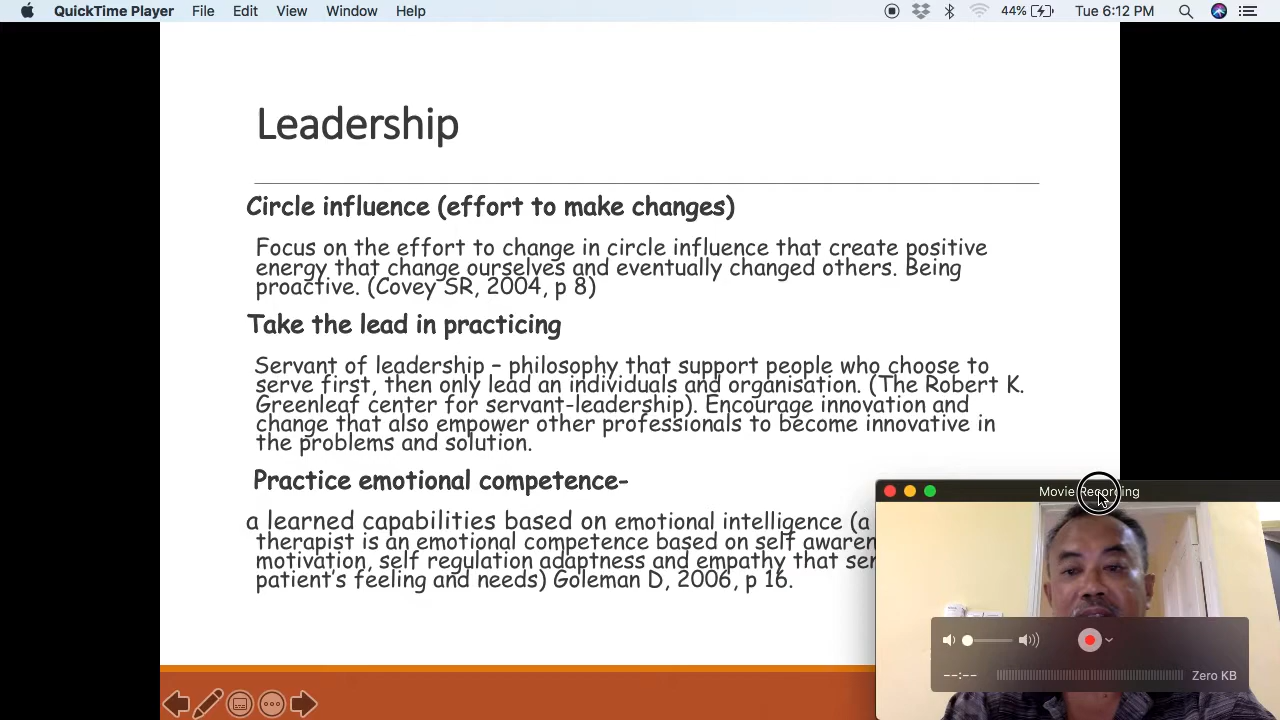 QuickTime Player File Edit View Window Help 44% Tue 6:12 PM
Leadership
Circle influence (effort to make changes)
Focus on the effort to change in circle influence that create positive
energy that change ourselves and eventually changed others. Being
proactive. (Covey SR, 2004, p 8)
Take the lead in practicing
Servant of leadership – philosophy that support people who choose to
serve first, then only lead an individuals and organisation. (The Robert K.
Greenleaf center for servant-leadership). Encourage innovation and
change that also empower other professionals to become innovative in
the problems and solution.
Practice emotional competence-
a learned capabilities based on emotional intelligence (a
therapist is an emotional competence based on self awaren
motivation, self regulation adaptness and empathy that sen
patient's feeling and needs) Goleman D, 2006, p 16.
Movie Recording
--:-- Zero KB